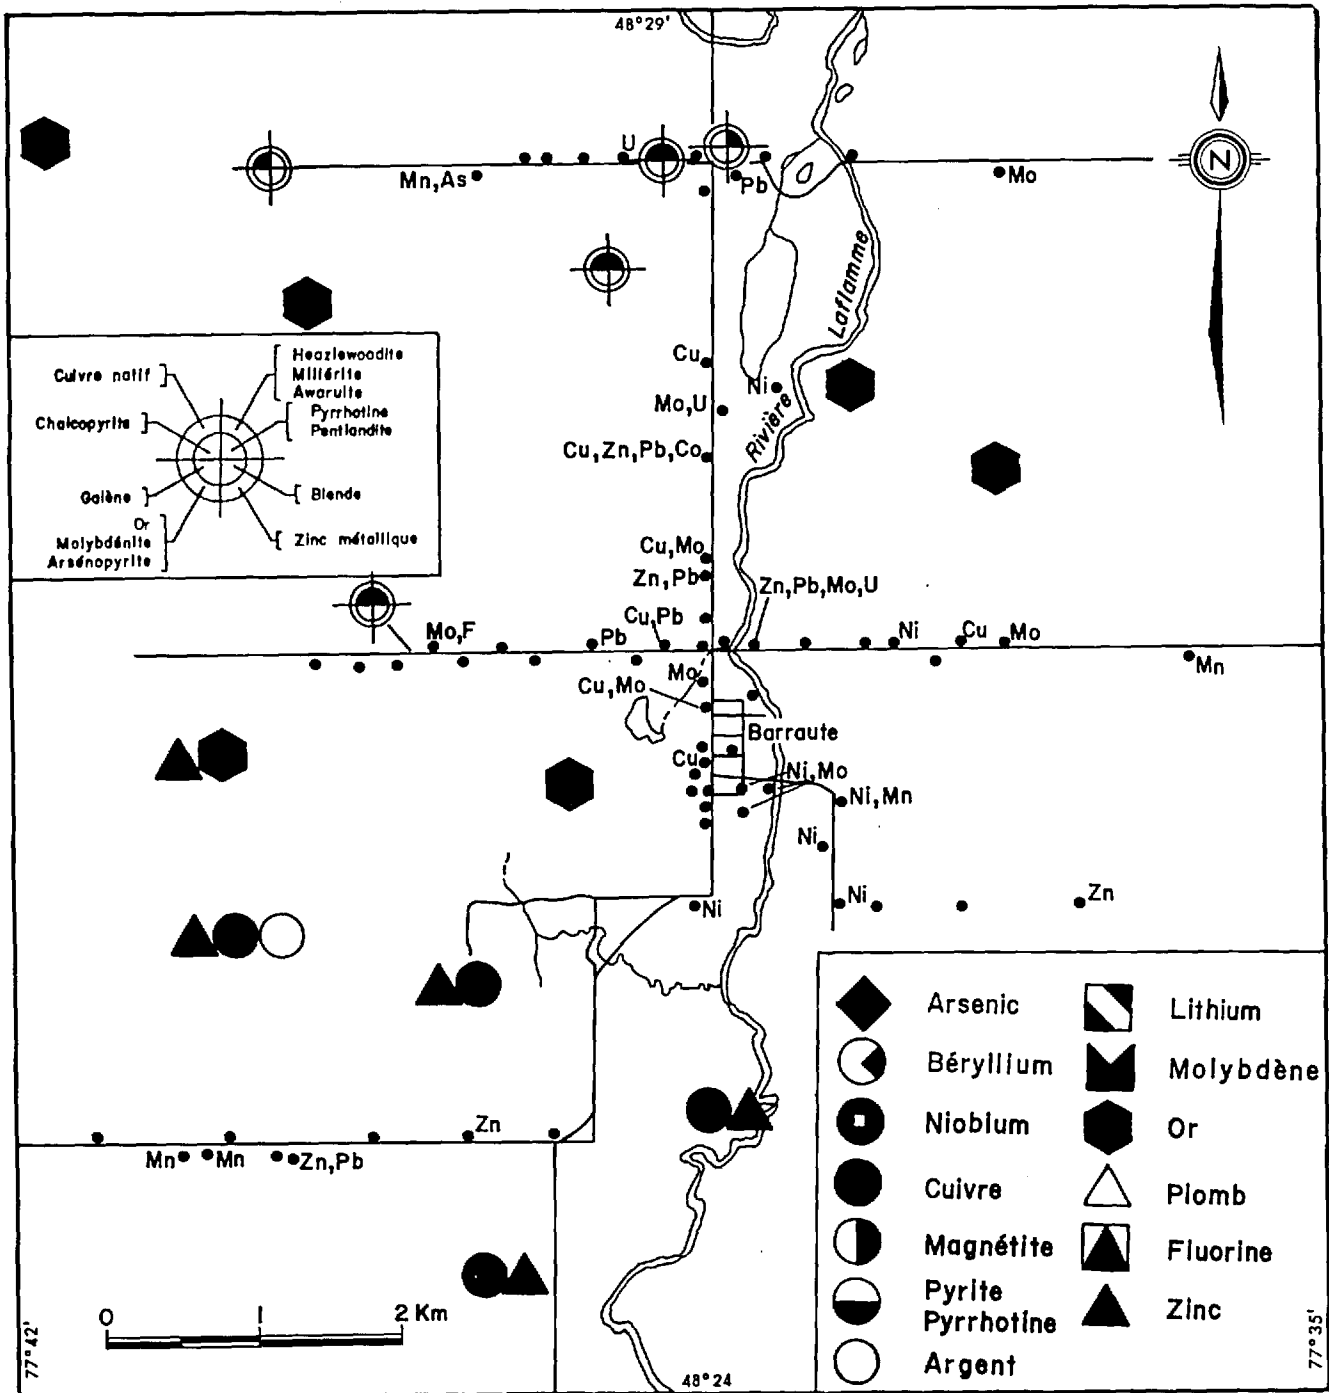 48°29'
U
Mn,As
Pb
Mo
N
Rivière Laflamme
Cuivre natif
Heazlewoodite
Millérite
Awaruite
Chalcopyrite
Pyrrhotine
Pentlandite
Galène
Blende
Or
Molybdénite
Arsénopyrite
Zinc métallique
Cu
Ni
Mo,U
Cu,Zn,Pb,Co
Cu,Mo
Zn,Pb
Zn,Pb,Mo,U
Cu,Pb
Mo,F
Pb
Ni
Cu
Mo
Mn
Mo
Cu,Mo
Barraute
Cu
Ni,Mo
Ni,Mn
Ni
Ni
Zn
Ni
Zn
Mn
Mn
Zn,Pb
Arsenic
Lithium
Béryllium
Molybdène
Niobium
Or
Cuivre
Plomb
Magnétite
Fluorine
Pyrite
Pyrrhotine
Zinc
Argent
0 1 2 Km
77°42'
48°24
77°35'